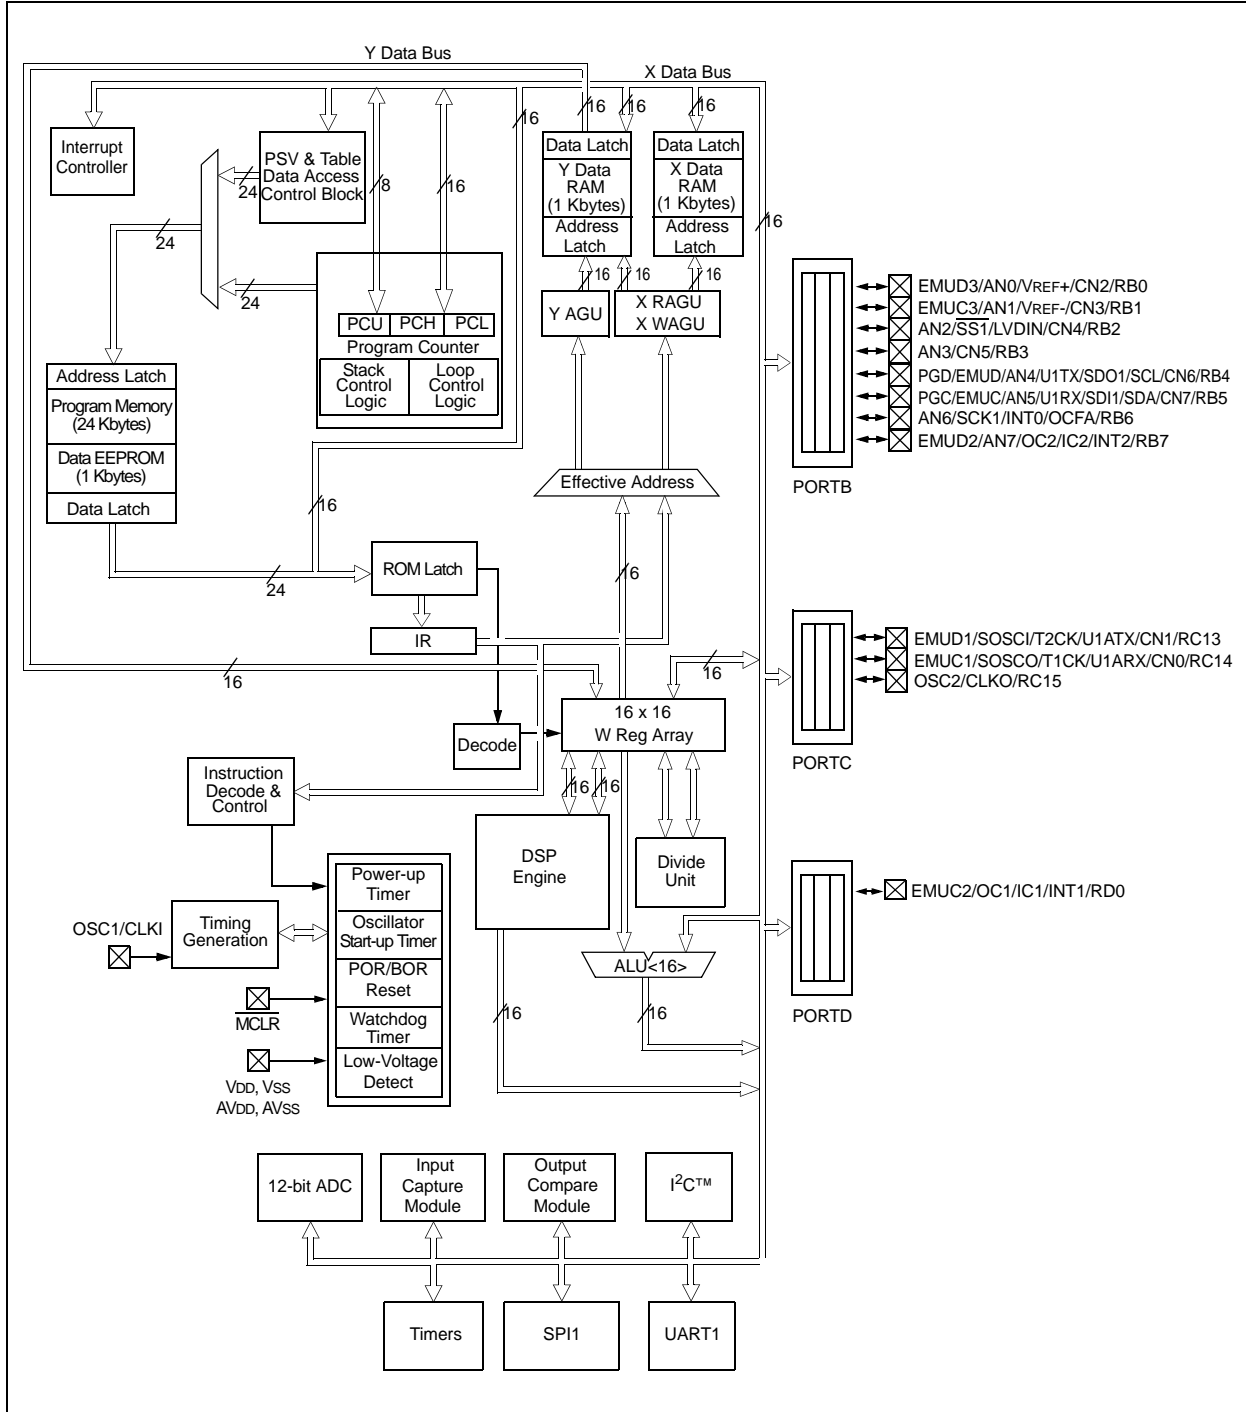 Y Data Bus
X Data Bus
16
16
16
16
Interrupt
Controller
PSV & Table
Data Access
Control Block
24
8
16
Data Latch
Y Data
RAM
(1 Kbytes)
Address
Latch
Data Latch
X Data
RAM
(1 Kbytes)
Address
Latch
16
24
24
16
16
16
Y AGU
X RAGU
X WAGU
PCU
PCH
PCL
Program Counter
Stack
Control
Logic
Loop
Control
Logic
Address Latch
Program Memory
(24 Kbytes)
Data EEPROM
(1 Kbytes)
Data Latch
Effective Address
16
24
ROM Latch
16
IR
16
16
16 x 16
W Reg Array
Decode
Instruction
Decode &
Control
16
16
DSP
Engine
Divide
Unit
Power-up
Timer
Oscillator
Start-up Timer
POR/BOR
Reset
Watchdog
Timer
Low-Voltage
Detect
OSC1/CLKI
Timing
Generation
MCLR
VDD, VSS
AVDD, AVSS
ALU<16>
16
16
EMUD3/AN0/VREF+/CN2/RB0
EMUC3/AN1/VREF-/CN3/RB1
AN2/SS1/LVDIN/CN4/RB2
AN3/CN5/RB3
PGD/EMUD/AN4/U1TX/SDO1/SCL/CN6/RB4
PGC/EMUC/AN5/U1RX/SDI1/SDA/CN7/RB5
AN6/SCK1/INT0/OCFA/RB6
EMUD2/AN7/OC2/IC2/INT2/RB7
PORTB
EMUD1/SOSCI/T2CK/U1ATX/CN1/RC13
EMUC1/SOSCO/T1CK/U1ARX/CN0/RC14
OSC2/CLKO/RC15
PORTC
EMUC2/OC1/IC1/INT1/RD0
PORTD
12-bit ADC
Input
Capture
Module
Output
Compare
Module
I²C™
Timers
SPI1
UART1